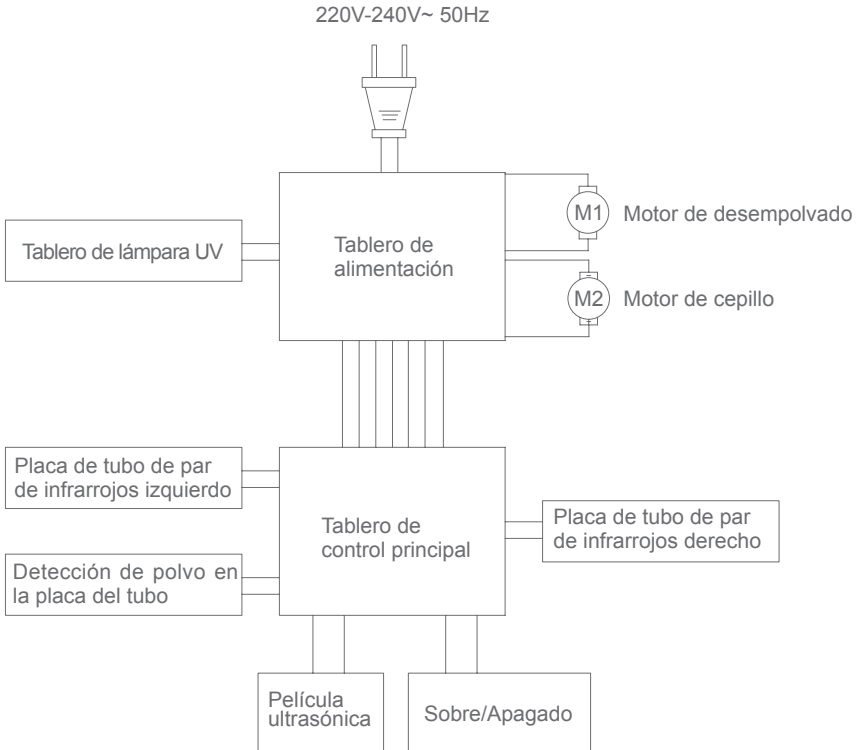 220V-240V~ 50Hz
M1
Motor de desempolvado
Tablero de lámpara UV
Tablero de
alimentación
M2
Motor de cepillo
Placa de tubo de par
de infrarrojos izquierdo
Tablero de
control principal
Placa de tubo de par
de infrarrojos derecho
Detección de polvo en
la placa del tubo
Película
ultrasónica
Sobre/Apagado